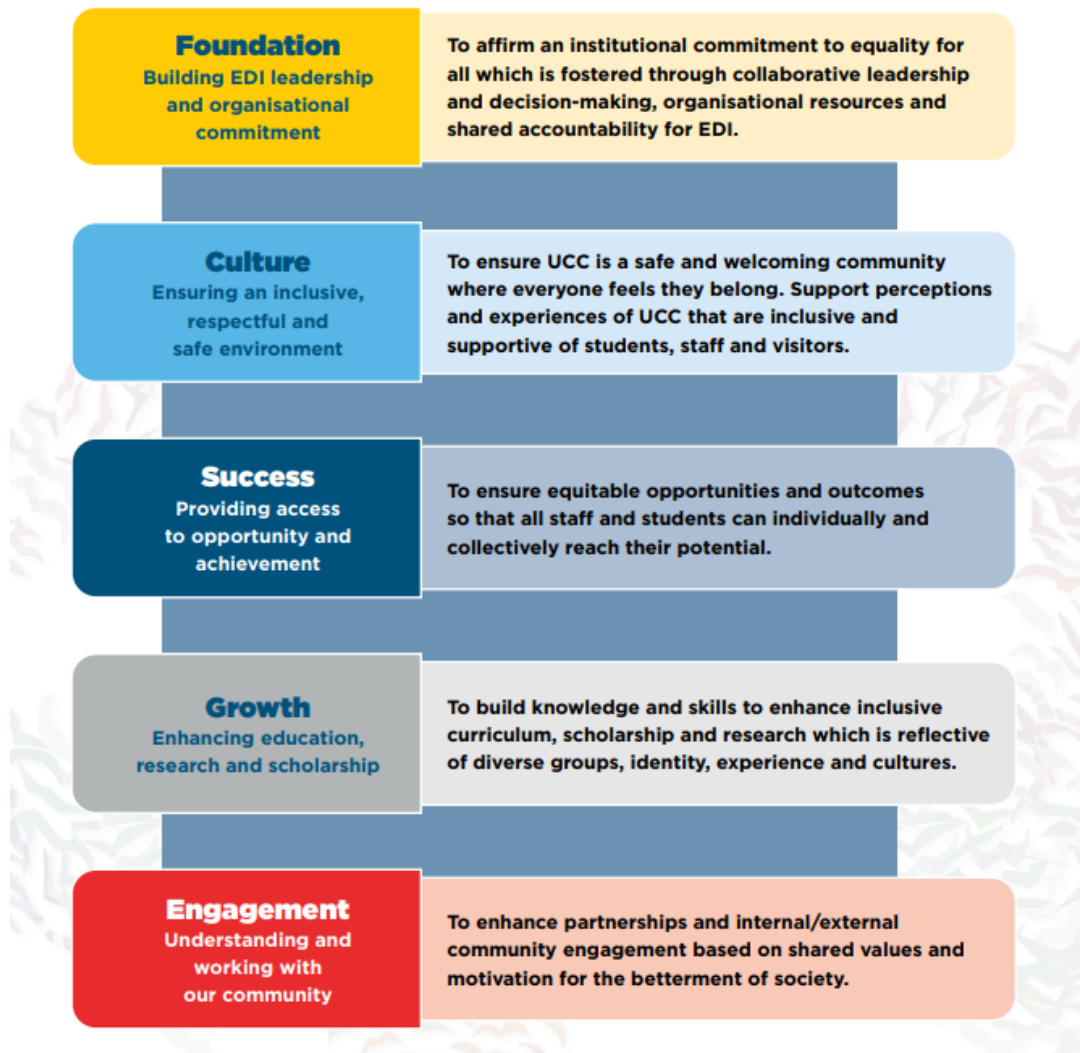 Foundation
Building EDI leadership
and organisational
commitment
To affirm an institutional commitment to equality for
all which is fostered through collaborative leadership
and decision-making, organisational resources and
shared accountability for EDI.
Culture
Ensuring an inclusive,
respectful and
safe environment
To ensure UCC is a safe and welcoming community
where everyone feels they belong. Support perceptions
and experiences of UCC that are inclusive and
supportive of students, staff and visitors.
Success
Providing access
to opportunity and
achievement
To ensure equitable opportunities and outcomes
so that all staff and students can individually and
collectively reach their potential.
Growth
Enhancing education,
research and scholarship
To build knowledge and skills to enhance inclusive
curriculum, scholarship and research which is reflective
of diverse groups, identity, experience and cultures.
Engagement
Understanding and
working with
our community
To enhance partnerships and internal/external
community engagement based on shared values and
motivation for the betterment of society.